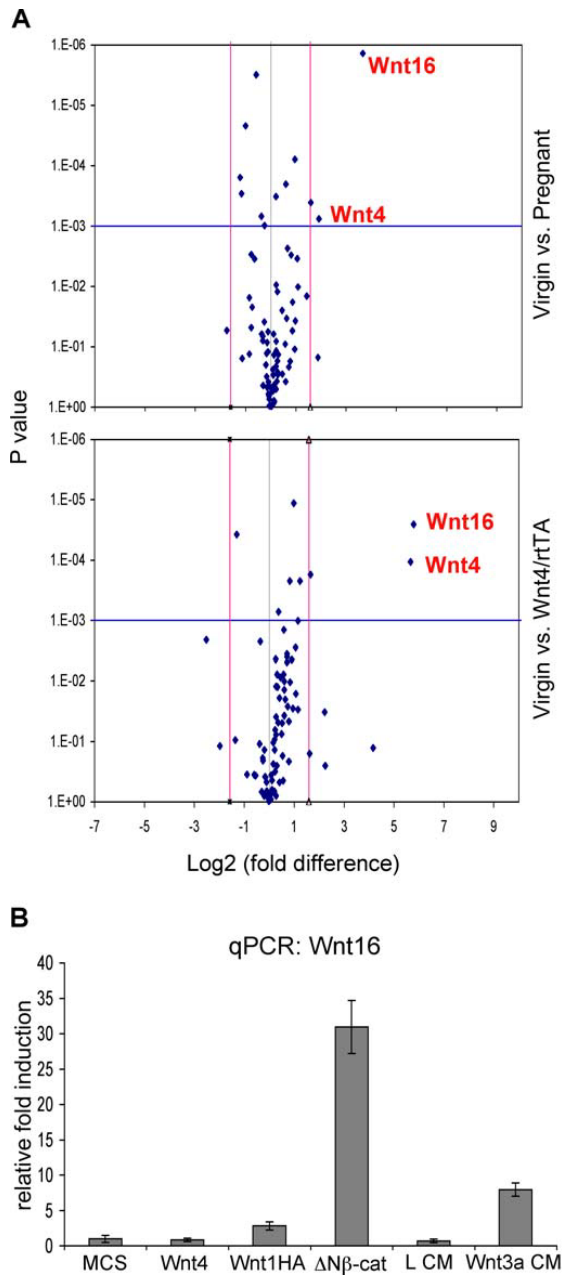 A
1.E-06
1.E-05
1.E-04
1.E-03
1.E-02
1.E-01
1.E+00
Wnt16
Wnt4
Virgin vs. Pregnant
P value
1.E-06
1.E-05
1.E-04
1.E-03
1.E-02
1.E-01
1.E+00
Wnt16
Wnt4
Virgin vs. Wnt4/rtTA
-7 -5 -3 -1 1 3 5 7 9
Log2 (fold difference)
B
qPCR: Wnt16
relative fold induction
40
35
30
25
20
15
10
5
0
MCS Wnt4 Wnt1HA ΔNβ-cat L CM Wnt3a CM